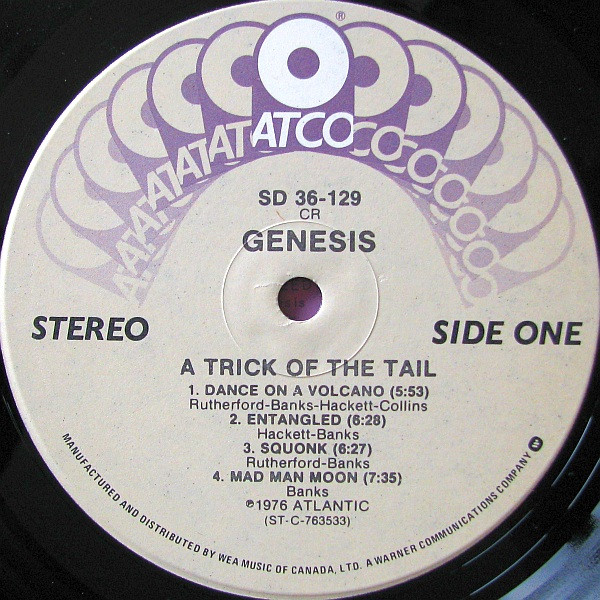 ®
ATCO
SD 36-129
CR
GENESIS
STEREO
SIDE ONE
A TRICK OF THE TAIL
1. DANCE ON A VOLCANO (5:53)
Rutherford-Banks-Hackett-Collins
2. ENTANGLED (6:28)
Hackett-Banks
3. SQUONK (6:27)
Rutherford-Banks
4. MAD MAN MOON (7:35)
Banks
℗1976 ATLANTIC
(ST-C-763533)
MANUFACTURED AND DISTRIBUTED BY WEA MUSIC OF CANADA, LTD. A WARNER COMMUNICATIONS COMPANY